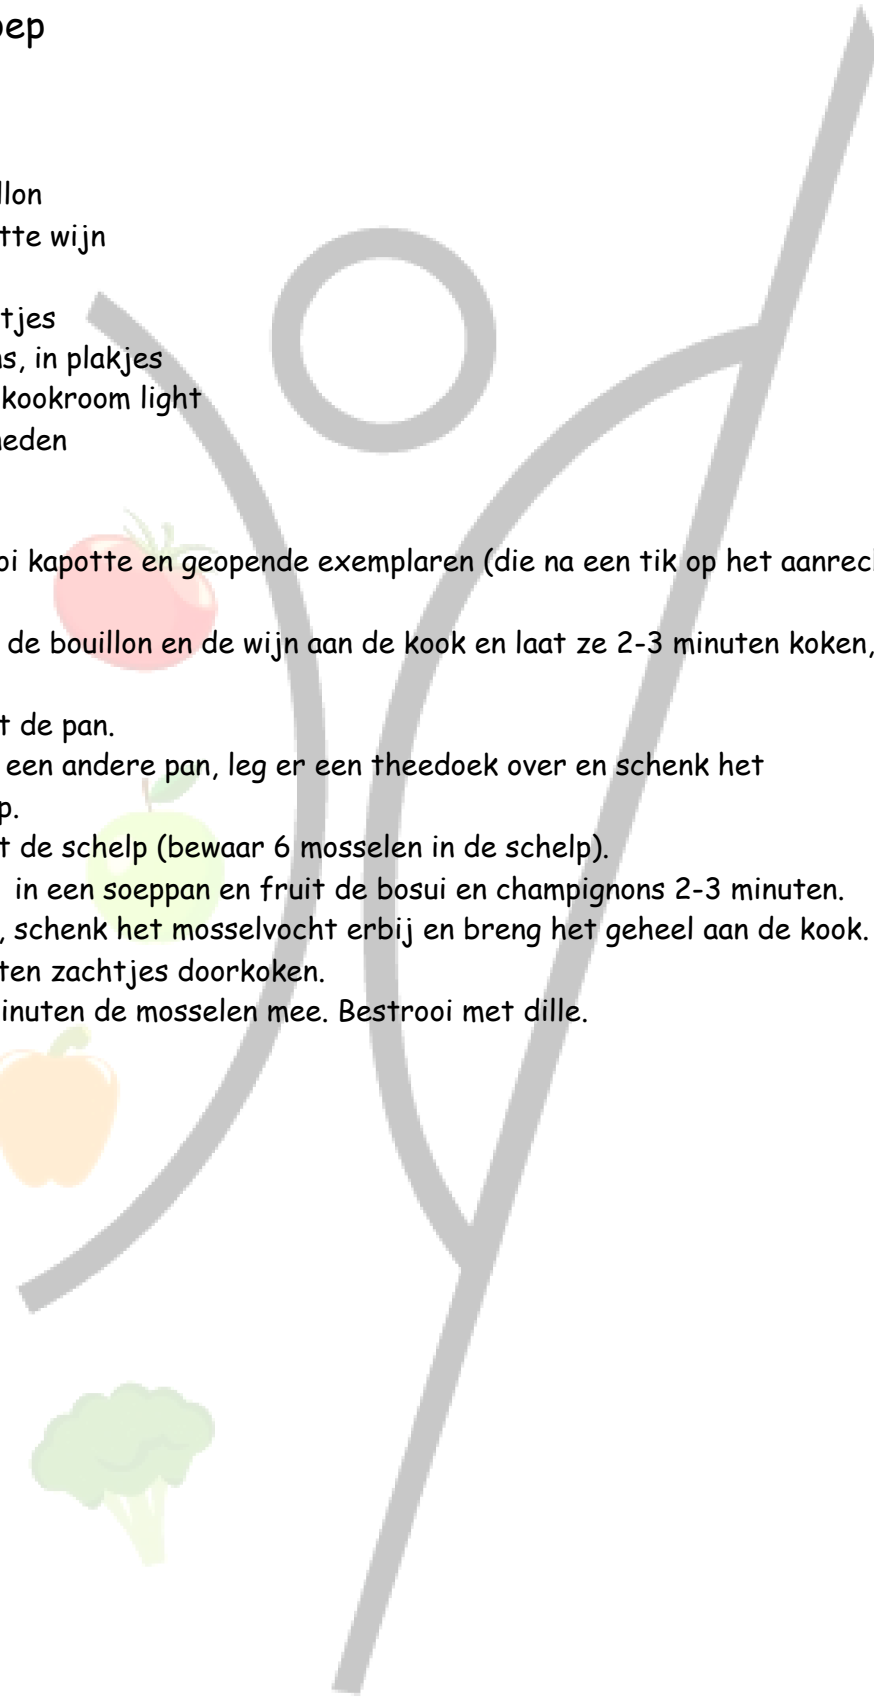 oep
llon
tte wijn
tjes
s, in plakjes
kookroom light
eden
oi kapotte en geopende exemplaren (die na een tik op het aanrech
de bouillon en de wijn aan de kook en laat ze 2-3 minuten koken,
t de pan.
een andere pan, leg er een theedoek over en schenk het
p.
t de schelp (bewaar 6 mosselen in de schelp).
in een soeppan en fruit de bosui en champignons 2-3 minuten.
, schenk het mosselvocht erbij en breng het geheel aan de kook.
ten zachtjes doorkoken.
inuten de mosselen mee. Bestrooi met dille.